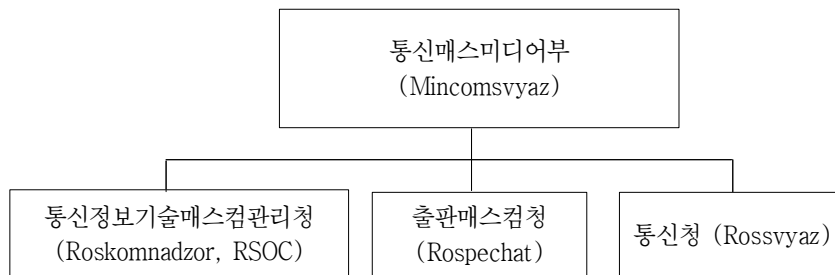 통신매스미디어부
(Mincomsvyaz)
통신정보기술매스컴관리청
(Roskomnadzor, RSOC)
출판매스컴청
(Rospechat)
통신청 (Rossvyaz)